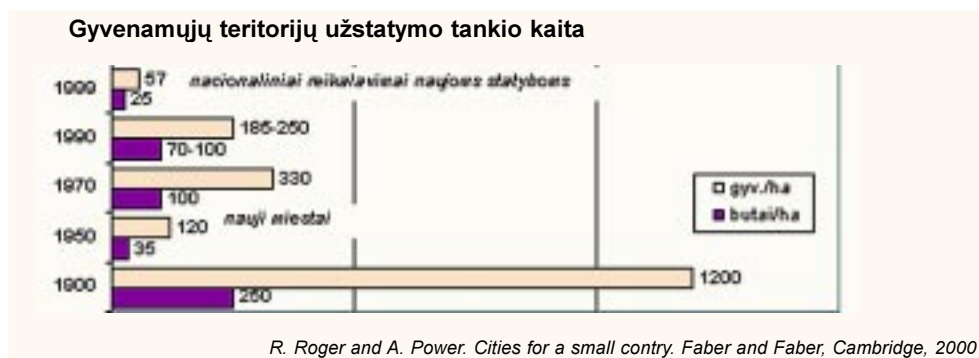 Gyvenamųjų teritorijų užstatymo tankio kaita
1999 57 nacionaliniai reikalavimai naujoms statyboms
25
1990 185-250
70-100
1970 330
100
gyv./ha
butai/ha
1950 120 nauji miestai
35
1900 1200
250
R. Roger and A. Power. Cities for a small contry. Faber and Faber, Cambridge, 2000